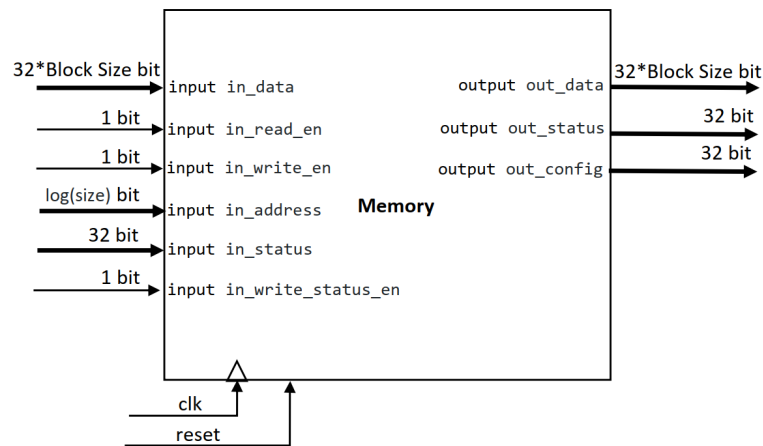 32*Block Size bit
input in_data
output out_data
32*Block Size bit
1 bit
input in_read_en
output out_status
32 bit
1 bit
input in_write_en
output out_config
32 bit
log(size) bit
input in_address
Memory
32 bit
input in_status
1 bit
input in_write_status_en
clk
reset